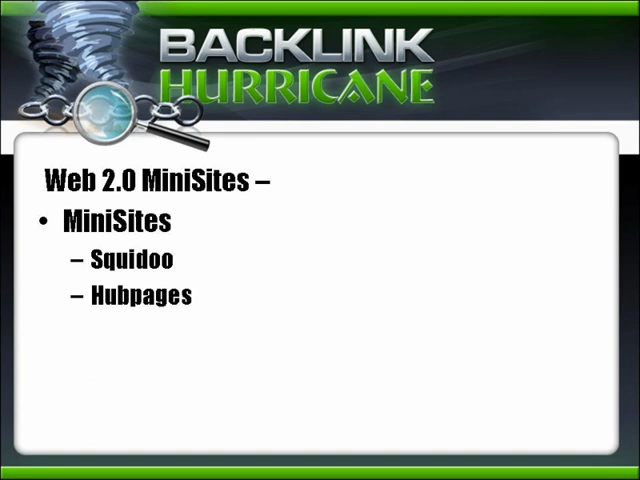 BACKLINK
HURRICANE
Web 2.0 MiniSites –
• MiniSites
– Squidoo
– Hubpages